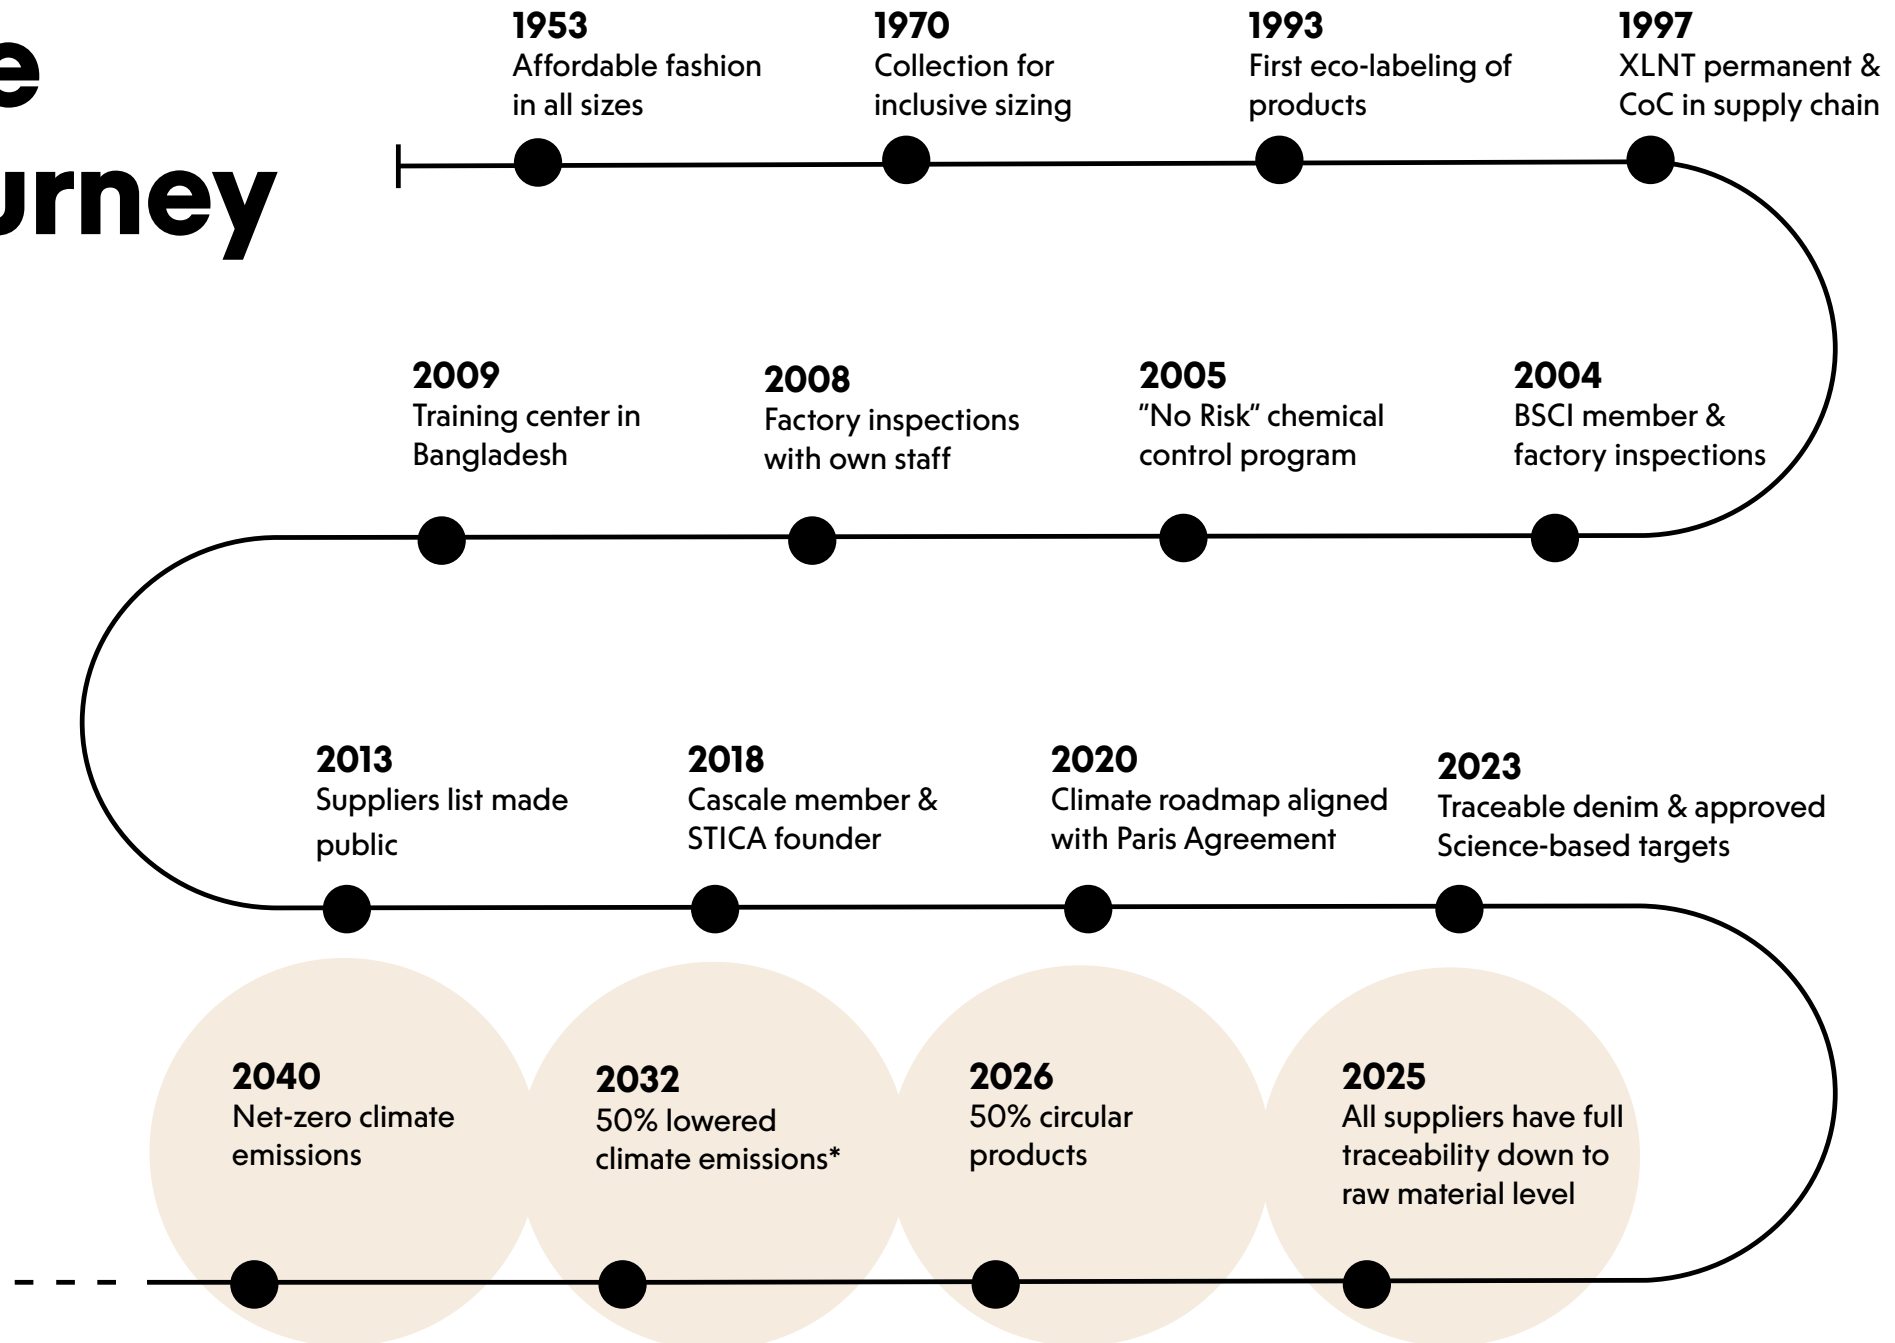 e
urney
1953
Affordable fashion
in all sizes
1970
Collection for
inclusive sizing
1993
First eco-labeling of
products
1997
XLNT permanent &
CoC in supply chain
2009
Training center in
Bangladesh
2008
Factory inspections
with own staff
2005
"No Risk" chemical
control program
2004
BSCI member &
factory inspections
2013
Suppliers list made
public
2018
Cascale member &
STICA founder
2020
Climate roadmap aligned
with Paris Agreement
2023
Traceable denim & approved
Science-based targets
2040
Net-zero climate
emissions
2032
50% lowered
climate emissions*
2026
50% circular
products
2025
All suppliers have full
traceability down to
raw material level